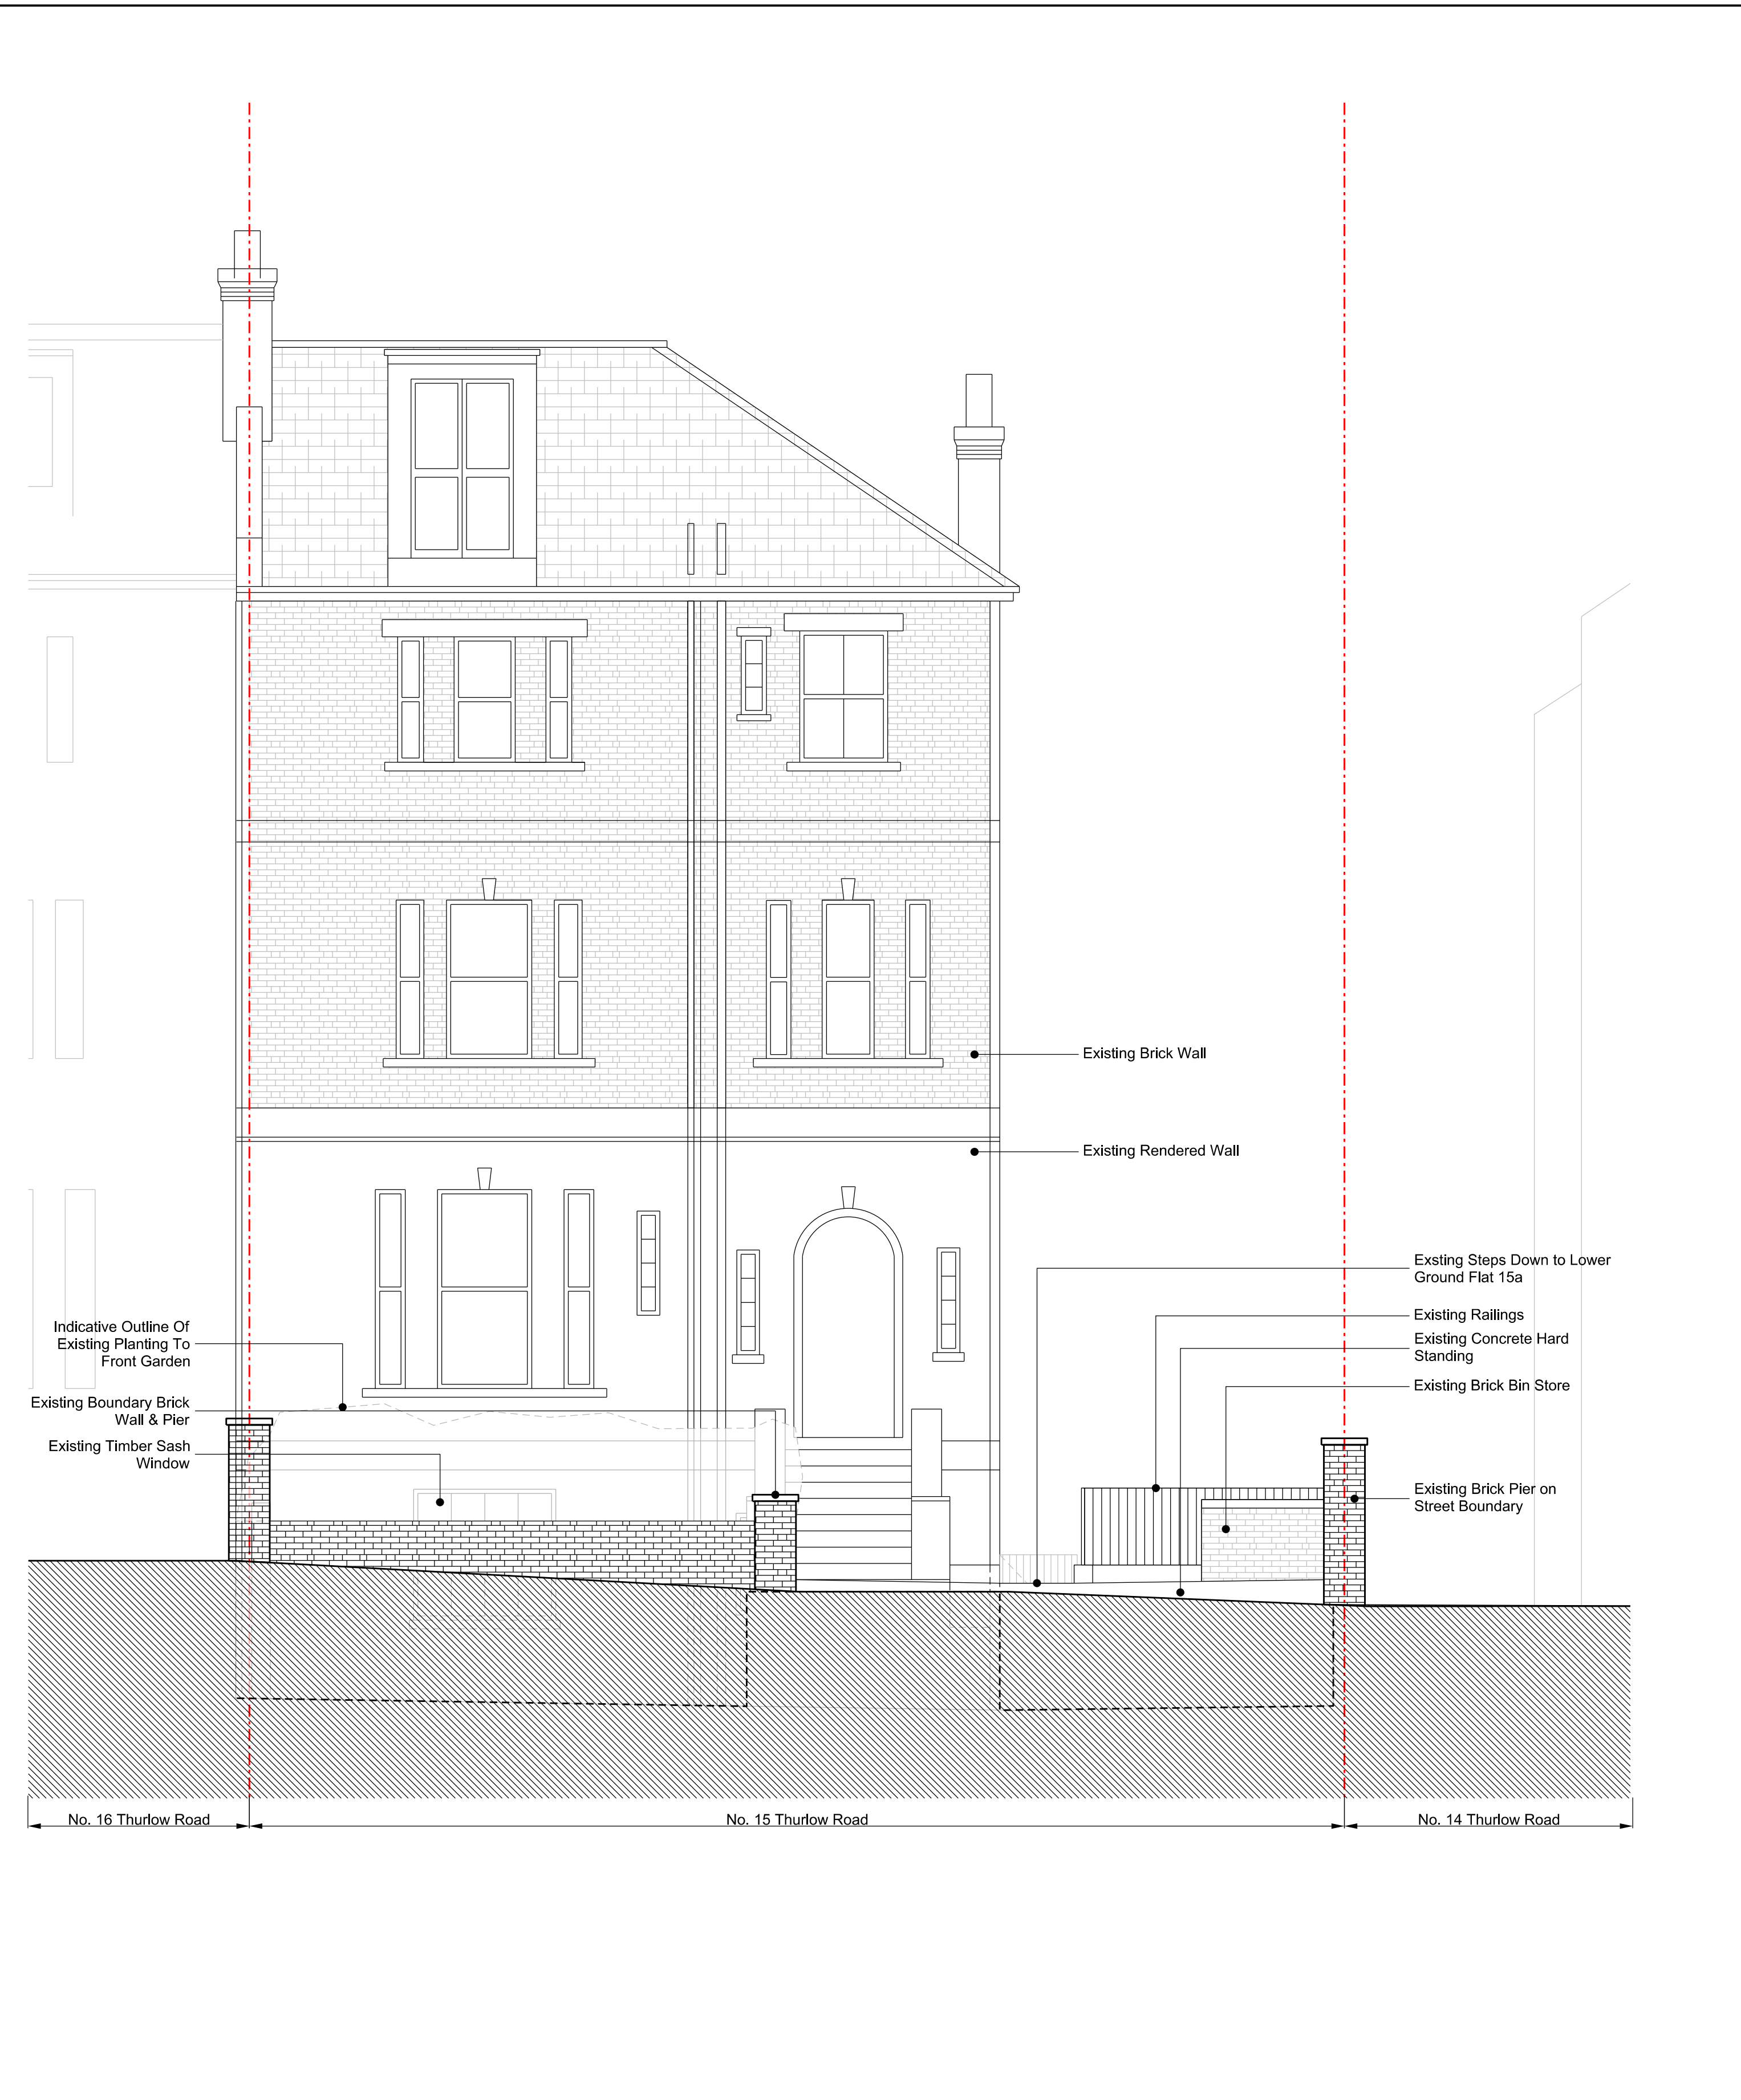 Existing Brick Wall
Existing Rendered Wall
Exsting Steps Down to Lower
Ground Flat 15a
Existing Railings
Existing Concrete Hard
Standing
Existing Brick Bin Store
Existing Brick Pier on
Street Boundary
Indicative Outline Of
Existing Planting To
Front Garden
Existing Boundary Brick
Wall & Pier
Existing Timber Sash
Window
No. 16 Thurlow Road
No. 15 Thurlow Road
No. 14 Thurlow Road